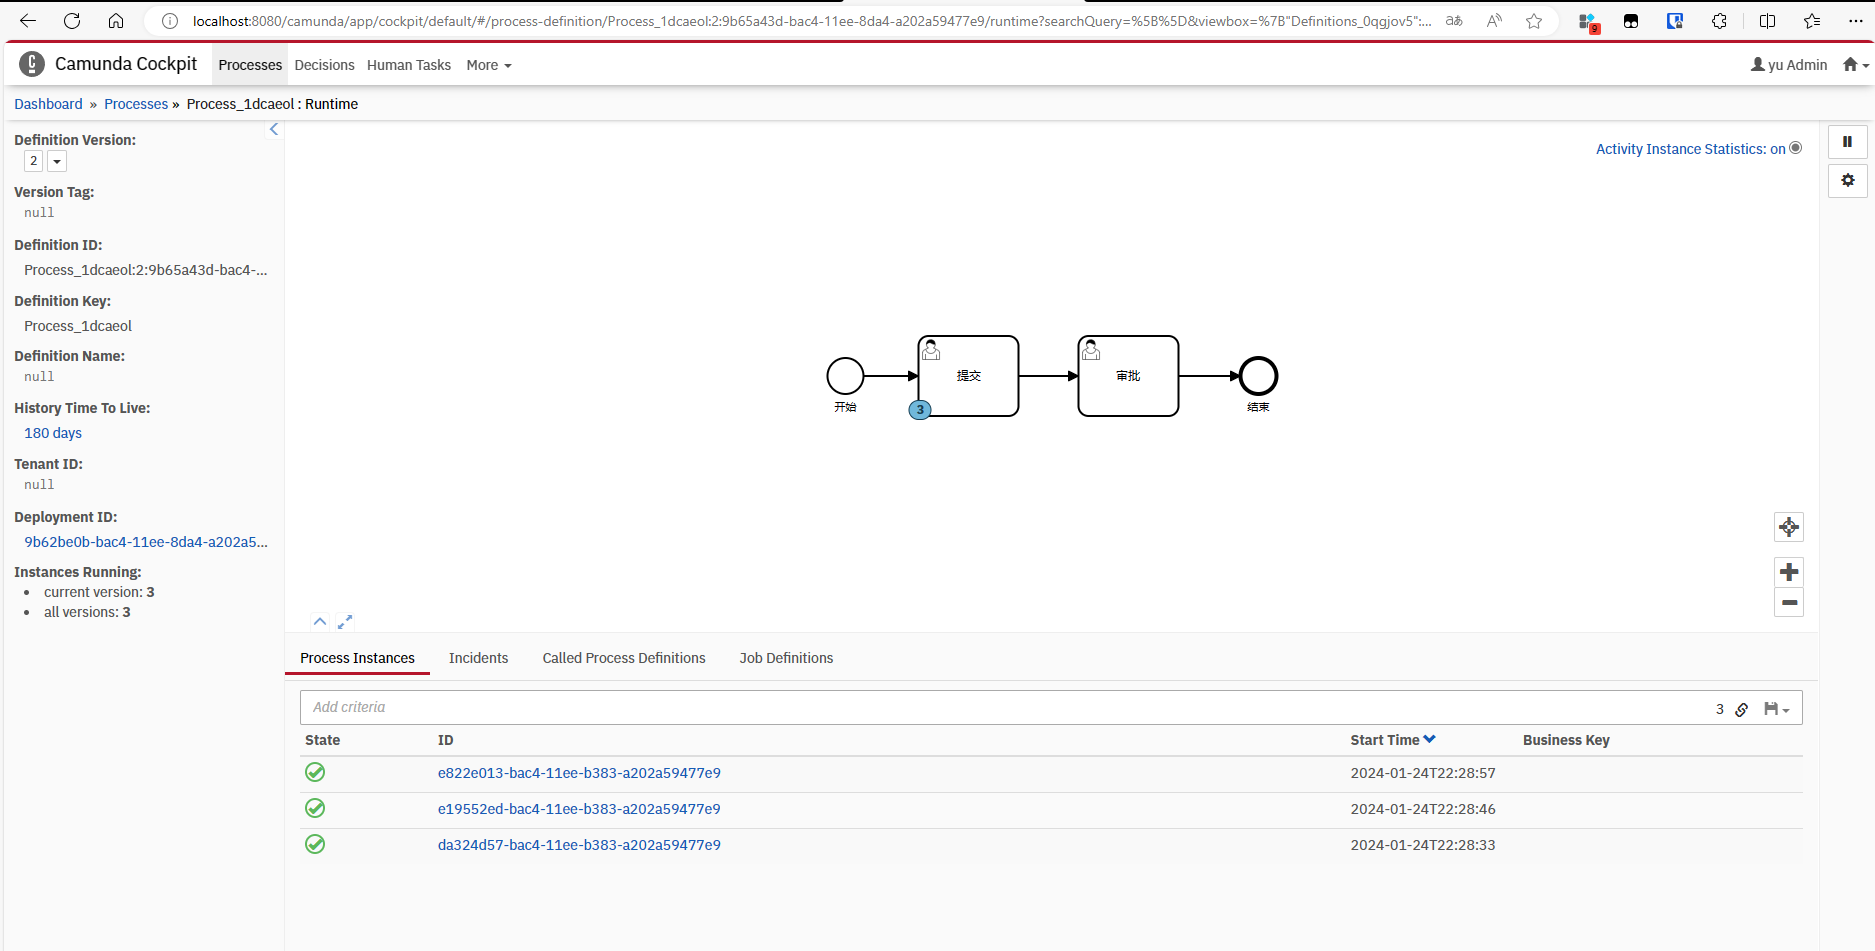 localhost:8080/camunda/app/cockpit/default/#/process-definition/Process_1dcaeol:2:9b65a43d-bac4-11ee-8da4-a202a59477e9/runtime?searchQuery=%5B%5D&viewbox=%7B"Definitions_0qgjov5":...
9
Camunda Cockpit Processes Decisions Human Tasks More yu Admin
Dashboard » Processes » Process_1dcaeol : Runtime
Definition Version:
2
Version Tag:
null
Definition ID:
Process_1dcaeol:2:9b65a43d-bac4-...
Definition Key:
Process_1dcaeol
Definition Name:
null
History Time To Live:
180 days
Tenant ID:
null
Deployment ID:
9b62be0b-bac4-11ee-8da4-a202a5...
Instances Running:
current version: 3
all versions: 3
Activity Instance Statistics: on
提交
审批
3
开始
结束
Process Instances Incidents Called Process Definitions Job Definitions
Add criteria 3
State ID Start Time Business Key
e822e013-bac4-11ee-b383-a202a59477e9 2024-01-24T22:28:57
e19552ed-bac4-11ee-b383-a202a59477e9 2024-01-24T22:28:46
da324d57-bac4-11ee-b383-a202a59477e9 2024-01-24T22:28:33